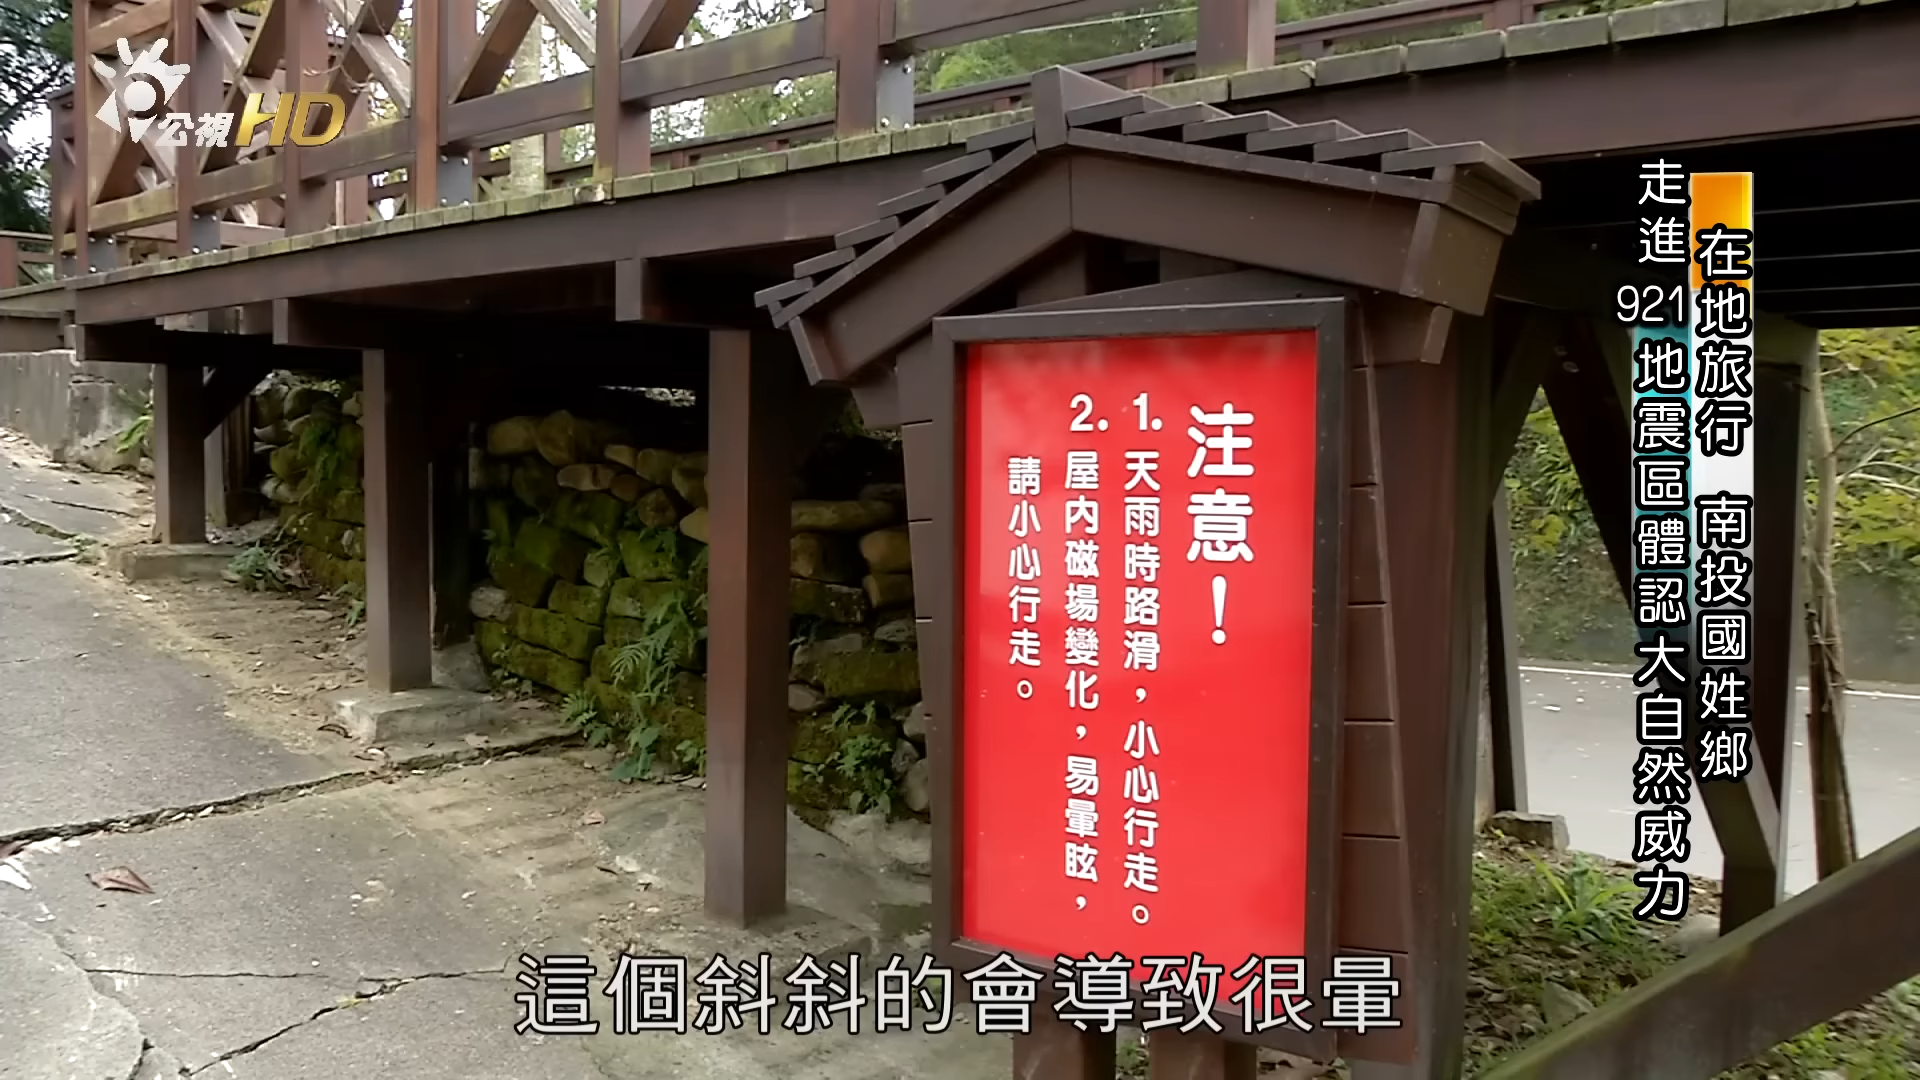 公視HD
在地旅行 南投國姓鄉
走進921地震區體認大自然威力
注意!
1.天雨時路滑,小心行走。
2.屋內磁場變化,易暈眩,
請小心行走。
這個斜斜的會導致很暈